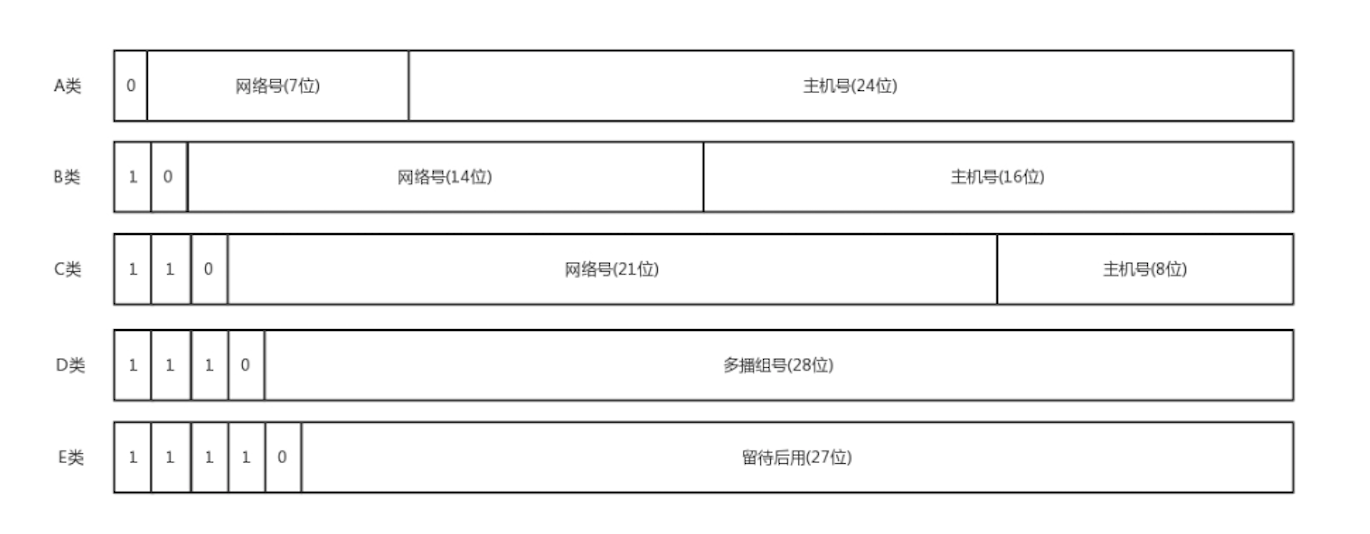 A类 0 网络号(7位) 主机号(24位)
B类 1 0 网络号(14位) 主机号(16位)
C类 1 1 0 网络号(21位) 主机号(8位)
D类 1 1 1 0 多播组号(28位)
E类 1 1 1 1 0 留待后用(27位)